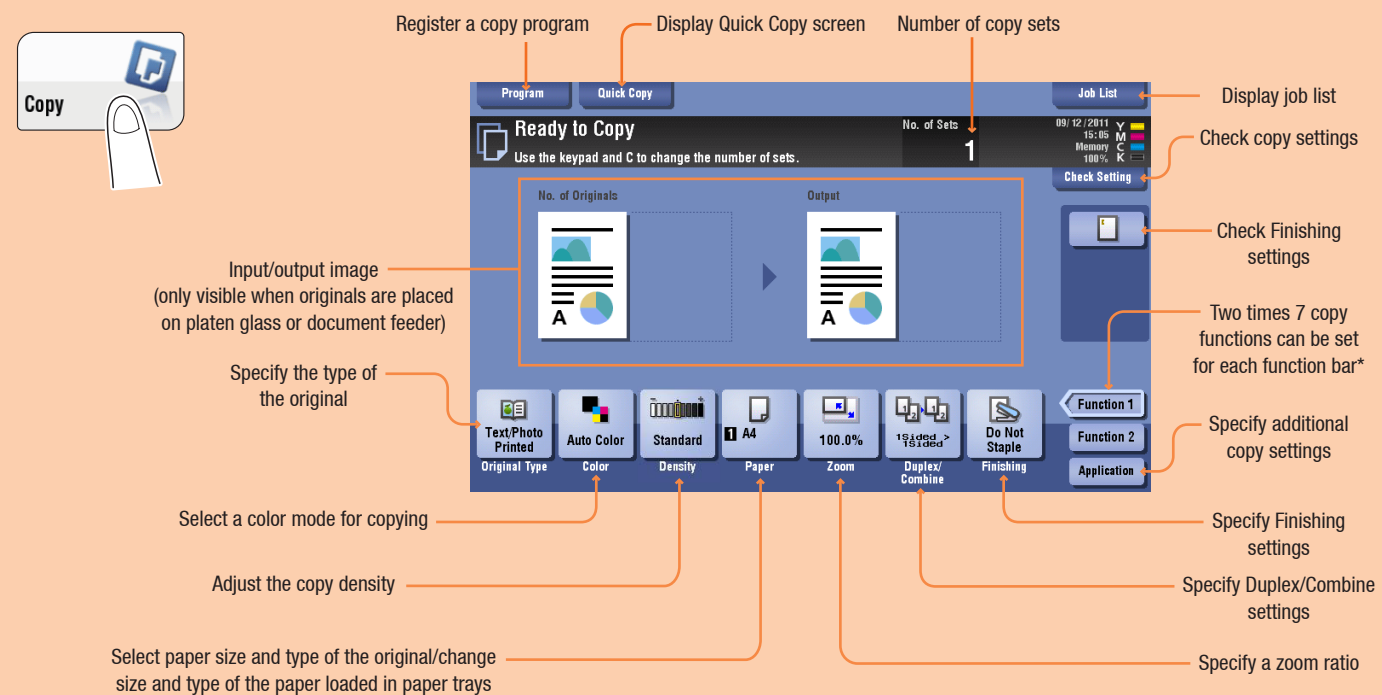 Register a copy program
Display Quick Copy screen
Number of copy sets
Copy
Program
Quick Copy
Job List
Display job list
Ready to Copy
Use the keypad and C to change the number of sets.
No. of Sets
1
09/12/2011
15:05
Memory
100%
Y
M
C
K
Check copy settings
Check Setting
No. of Originals
Output
A
A
Check Finishing
settings
Input/output image
(only visible when originals are placed
on platen glass or document feeder)
Two times 7 copy
functions can be set
for each function bar*
Specify the type of
the original
Text/Photo
Printed
Original Type
Auto Color
Color
Standard
Density
1 A4
Paper
100.0%
Zoom
1 2 1 2
1Sided >
1Sided
Duplex/
Combine
Do Not
Staple
Finishing
Function 1
Function 2
Application
Specify additional
copy settings
Select a color mode for copying
Specify Finishing
settings
Adjust the copy density
Specify Duplex/Combine
settings
Select paper size and type of the original/change
size and type of the paper loaded in paper trays
Specify a zoom ratio